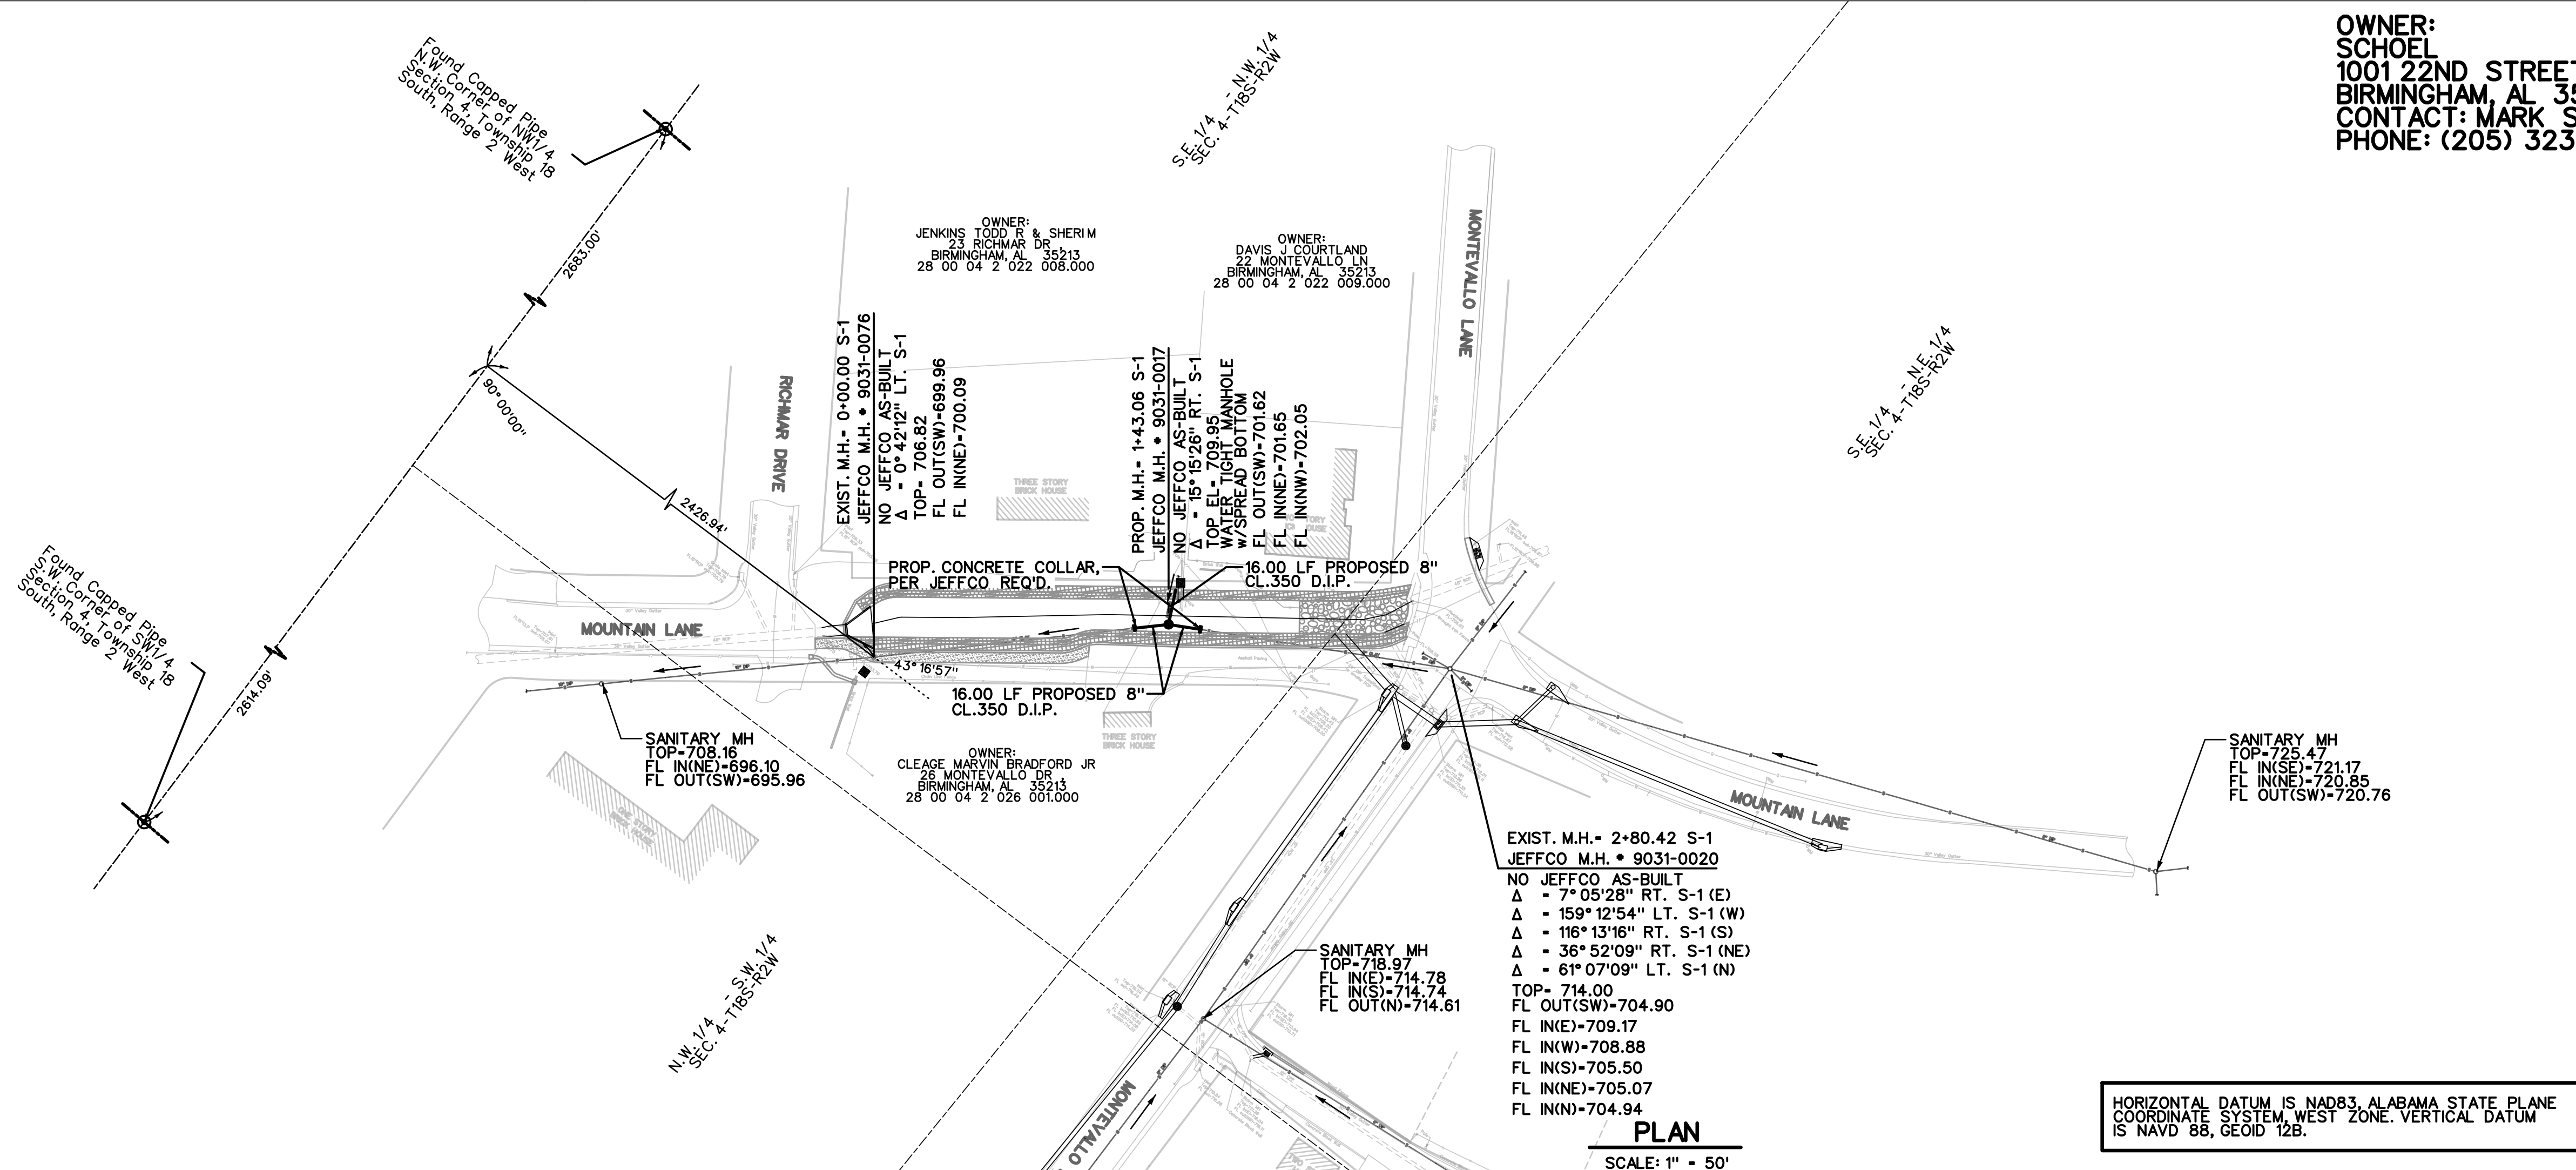 OWNER:
SCHOEL
1001 22ND STREET
BIRMINGHAM, AL 35
CONTACT: MARK S
PHONE: (205) 323
Found Capped Pipe
N.W. Corner of NW1/4
Section 4, Township 18
South, Range 2 West
2683.00'
90°00'00"
2426.94'
Found Capped Pipe
S.W. Corner of SW1/4
Section 4, Township 18
South, Range 2 West
2614.09'
S.E. 1/4 - N.W. 1/4
SEC. 4-T18S-R2W
S.E. 1/4 - N.E. 1/4
SEC. 4-T18S-R2W
N.W. 1/4 - S.W. 1/4
SEC. 4-T18S-R2W
OWNER:
JENKINS TODD R & SHERI M
23 RICHMAR DR ,
BIRMINGHAM, AL 35213
28 00 04 2 022 008.000
OWNER:
DAVIS J COURTLAND
22 MONTEVALLO LN
BIRMINGHAM, AL 35213
28 00 04 2 022 009.000
MONTEVALLO LANE
RICHMAR DRIVE
EXIST. M.H.= 0+00.00 S-1
JEFFCO M.H. # 9031-0076
NO JEFFCO AS-BUILT
Δ = 0°42'12" LT. S-1
TOP= 706.82
FL OUT(SW)=699.96
FL IN(NE)=700.09
PROP. M.H.= 1+43.06 S-1
JEFFCO M.H. # 9031-0017
NO JEFFCO AS-BUILT
Δ = 15°15'26" RT. S-1
TOP EL= 709.95
WATER TIGHT MANHOLE
W/SPREAD BOTTOM
FL OUT(SW)=701.62
FL IN(NE)=701.65
FL IN(NW)=702.05
THREE STORY
BRICK HOUSE
PROP. CONCRETE COLLAR,
PER JEFFCO REQ'D.
16.00 LF PROPOSED 8"
CL.350 D.I.P.
MOUNTAIN LANE
43°16'57"
16.00 LF PROPOSED 8"
CL.350 D.I.P.
THREE STORY
BRICK HOUSE
SANITARY MH
TOP=708.16
FL IN(NE)=696.10
FL OUT(SW)=695.96
OWNER:
CLEAGE MARVIN BRADFORD JR
26 MONTEVALLO DR ,
BIRMINGHAM, AL 35213
28 00 04 2 026 001.000
ONE STORY
BRICK HOUSE
SANITARY MH
TOP=725.47
FL IN(SE)=721.17
FL IN(NE)=720.85
FL OUT(SW)=720.76
MOUNTAIN LANE
EXIST. M.H.= 2+80.42 S-1
JEFFCO M.H. # 9031-0020
NO JEFFCO AS-BUILT
Δ = 7°05'28" RT. S-1 (E)
Δ = 159°12'54" LT. S-1 (W)
Δ = 116°13'16" RT. S-1 (S)
Δ = 36°52'09" RT. S-1 (NE)
Δ = 61°07'09" LT. S-1 (N)
TOP= 714.00
FL OUT(SW)=704.90
FL IN(E)=709.17
FL IN(W)=708.88
FL IN(S)=705.50
FL IN(NE)=705.07
FL IN(N)=704.94
SANITARY MH
TOP=718.97
FL IN(E)=714.78
FL IN(S)=714.74
FL OUT(N)=714.61
MONTEVALLO
PLAN
SCALE: 1" = 50'
HORIZONTAL DATUM IS NAD83, ALABAMA STATE PLANE
COORDINATE SYSTEM, WEST ZONE. VERTICAL DATUM
IS NAVD 88, GEOID 12B.